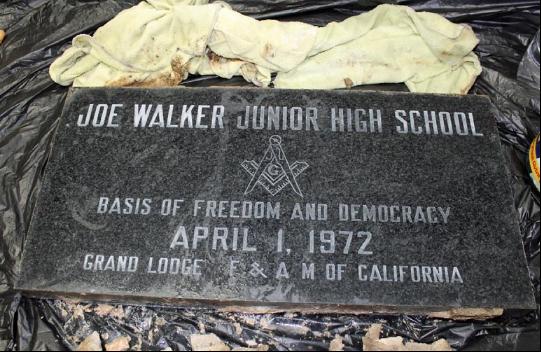 JOE WALKER JUNIOR HIGH SCHOOL
G
BASIS OF FREEDOM AND DEMOCRACY
APRIL 1, 1972
GRAND LODGE F & A M OF CALIFORNIA